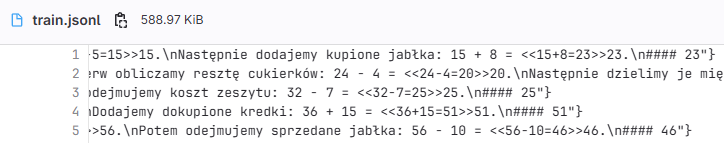 train.jsonl 588.97 KiB
1 5=15>>15.\nNastępnie dodajemy kupione jabłka: 15 + 8 = <<15+8=23>>23.\n#### 23"}
2 erw obliczamy resztę cukierków: 24 - 4 = <<24-4=20>>20.\nNastępnie dzielimy je mię
3 odejmujemy koszt zeszytu: 32 - 7 = <<32-7=25>>25.\n#### 25"}
4 Dodajemy dokupione kredki: 36 + 15 = <<36+15=51>>51.\n#### 51"}
5 >>56.\nPotem odejmujemy sprzedane jabłka: 56 - 10 = <<56-10=46>>46.\n#### 46"}